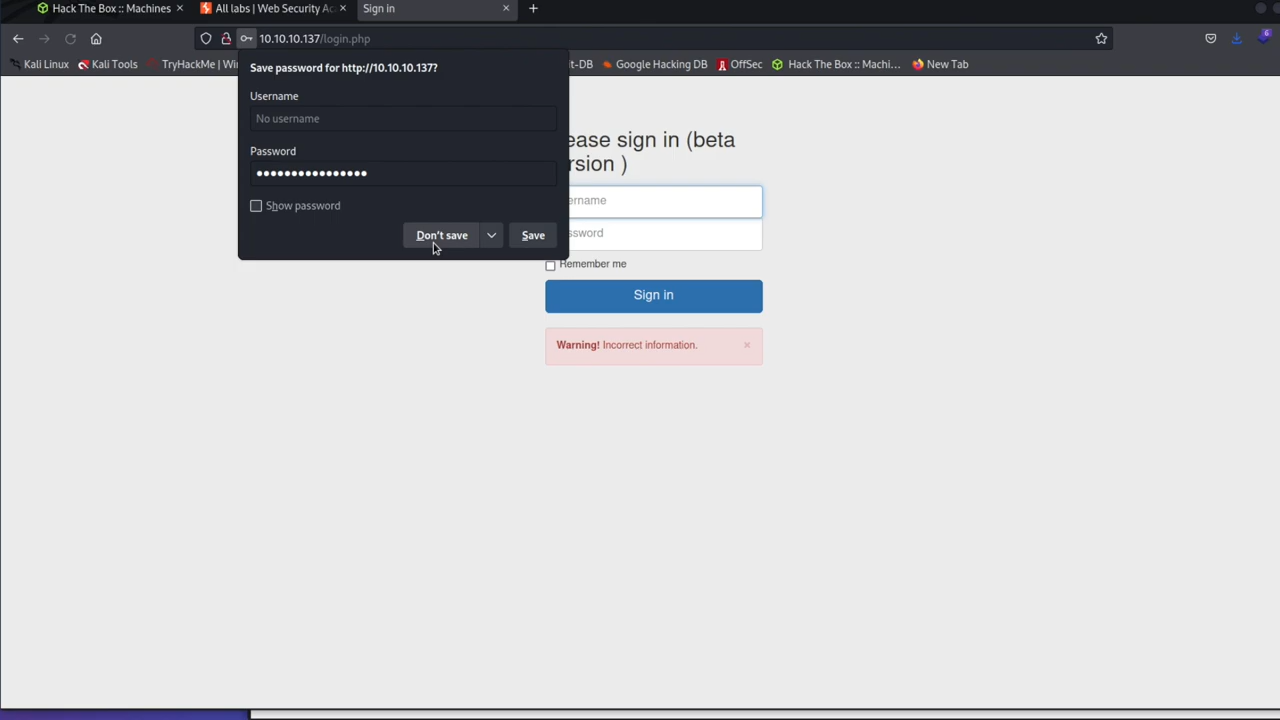 Hack The Box :: Machines
All labs | Web Security Ac
Sign in
10.10.10.137/login.php
6
Kali Linux
Kali Tools
TryHackMe | Win
it-DB
Google Hacking DB
OffSec
Hack The Box :: Machi...
New Tab
Save password for http://10.10.10.137?
Username
No username
Password
••••••••••••••••
Show password
Don't save
Save
ease sign in (beta
rsion )
ername
ssword
Remember me
Sign in
Warning! Incorrect information.